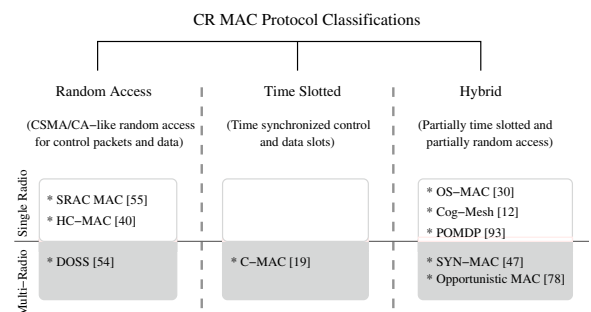 CR MAC Protocol Classifications
Random Access
Time Slotted
Hybrid
(CSMA/CA−like random access
for control packets and data)
(Time synchronized control
and data slots)
(Partially time slotted and
partially random access)
Single Radio
* SRAC MAC [55]
* HC−MAC [40]
* OS−MAC [30]
* Cog−Mesh [12]
* POMDP [93]
Multi−Radio
* DOSS [54]
* C−MAC [19]
* SYN−MAC [47]
* Opportunistic MAC [78]